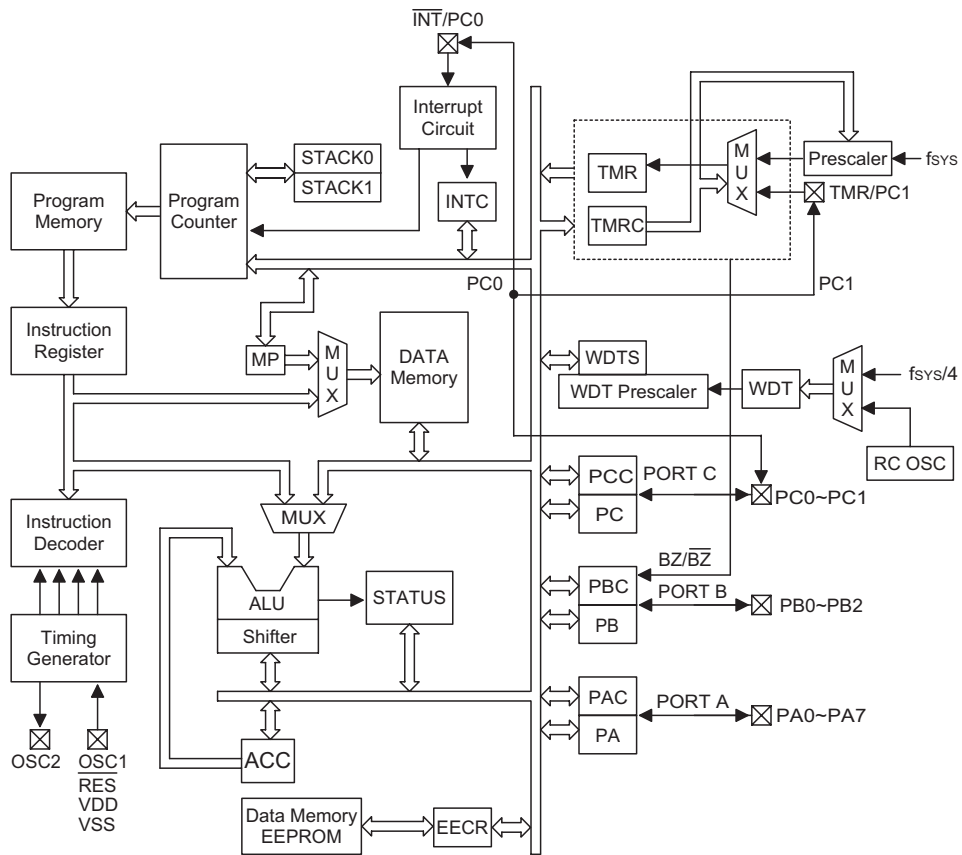 INT/PC0
Interrupt
Circuit
STACK0
STACK1
INTC
Program
Memory
Program
Counter
TMR
TMRC
MUX
Prescaler
fSYS
TMR/PC1
PC0
PC1
Instruction
Register
MP
MUX
DATA
Memory
WDTS
WDT Prescaler
WDT
MUX
fSYS/4
RC OSC
PCC
PC
PORT C
PC0~PC1
Instruction
Decoder
MUX
ALU
Shifter
STATUS
BZ/BZ
PBC
PB
PORT B
PB0~PB2
Timing
Generator
PAC
PA
PORT A
PA0~PA7
OSC2
OSC1
RES
VDD
VSS
ACC
Data Memory
EEPROM
EECR